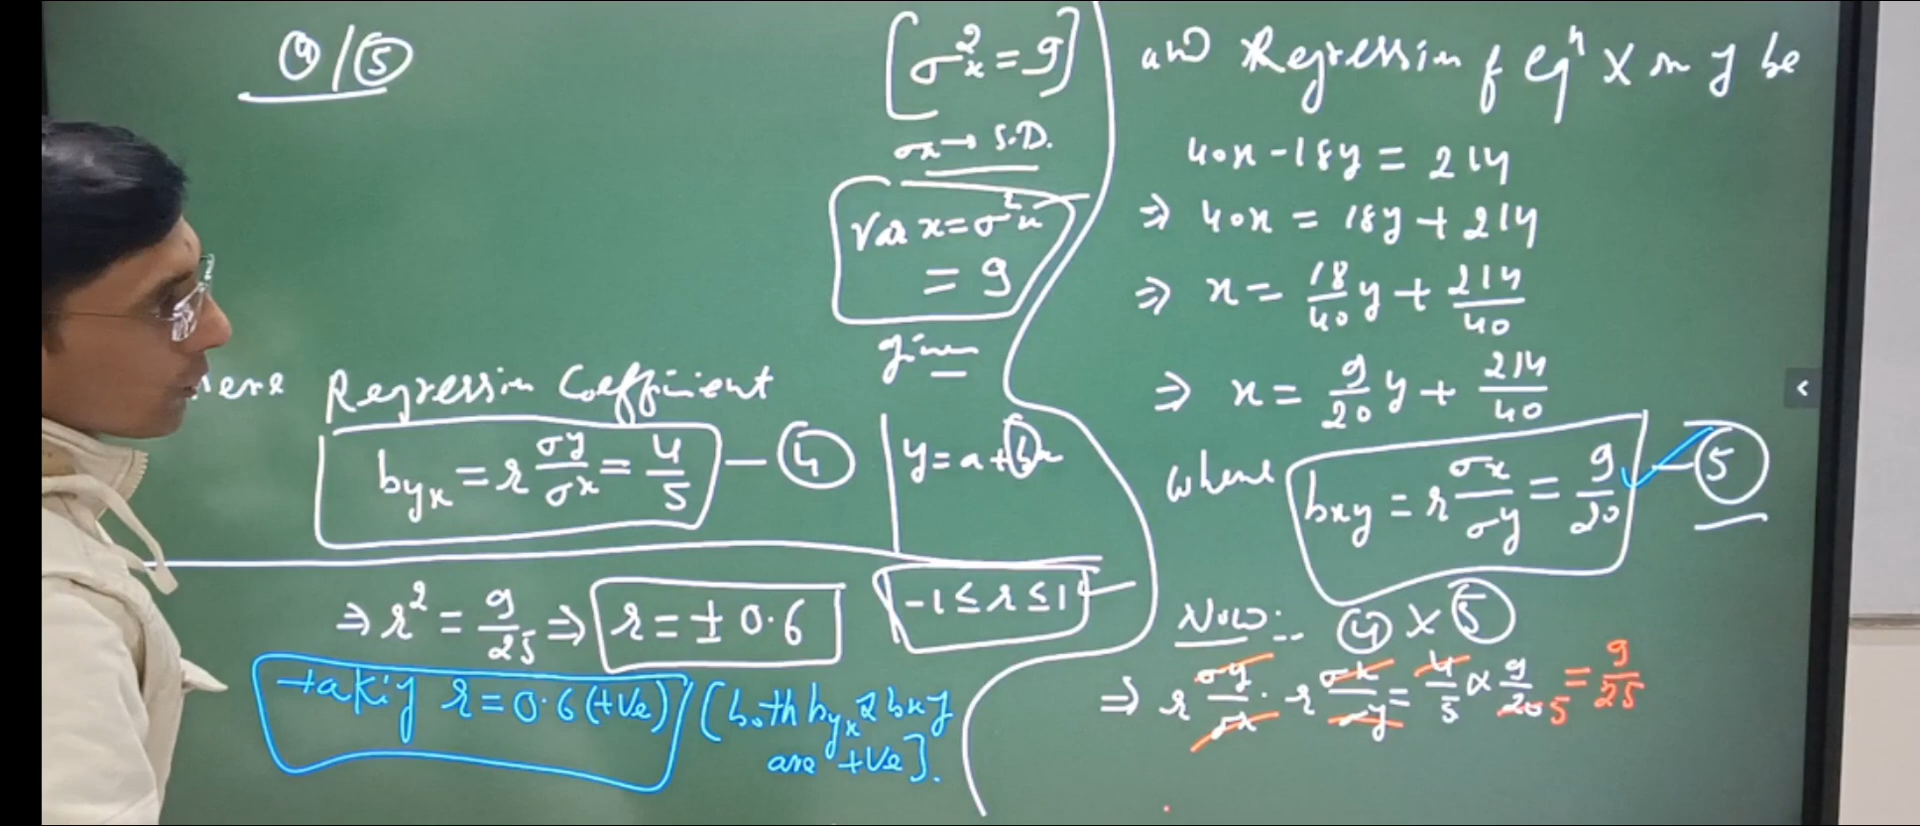 ④/⑤
[σx² = 9]
σx → S.D.
Var x = σ²x
= 9
given
Regression Coefficient
byx = r σy/σx = 4/5 — ④
y = a + bx
⇒ r² = 9/25 ⇒ r = ± 0.6
-1 ≤ r ≤ 1
taking r = 0.6 (+ve) / [both byx & bxy
are +ve].
and Regression of eqⁿ X on y be
40x - 18y = 214
⇒ 40x = 18y + 214
⇒ x = 18/40 y + 214/40
⇒ x = 9/20 y + 214/40
where bxy = r σx/σy = 9/20 — ⑤
Now:- ④ × ⑤
⇒ r σy/σx · r σx/σy = 4/5 × 9/20 5 = 9/25